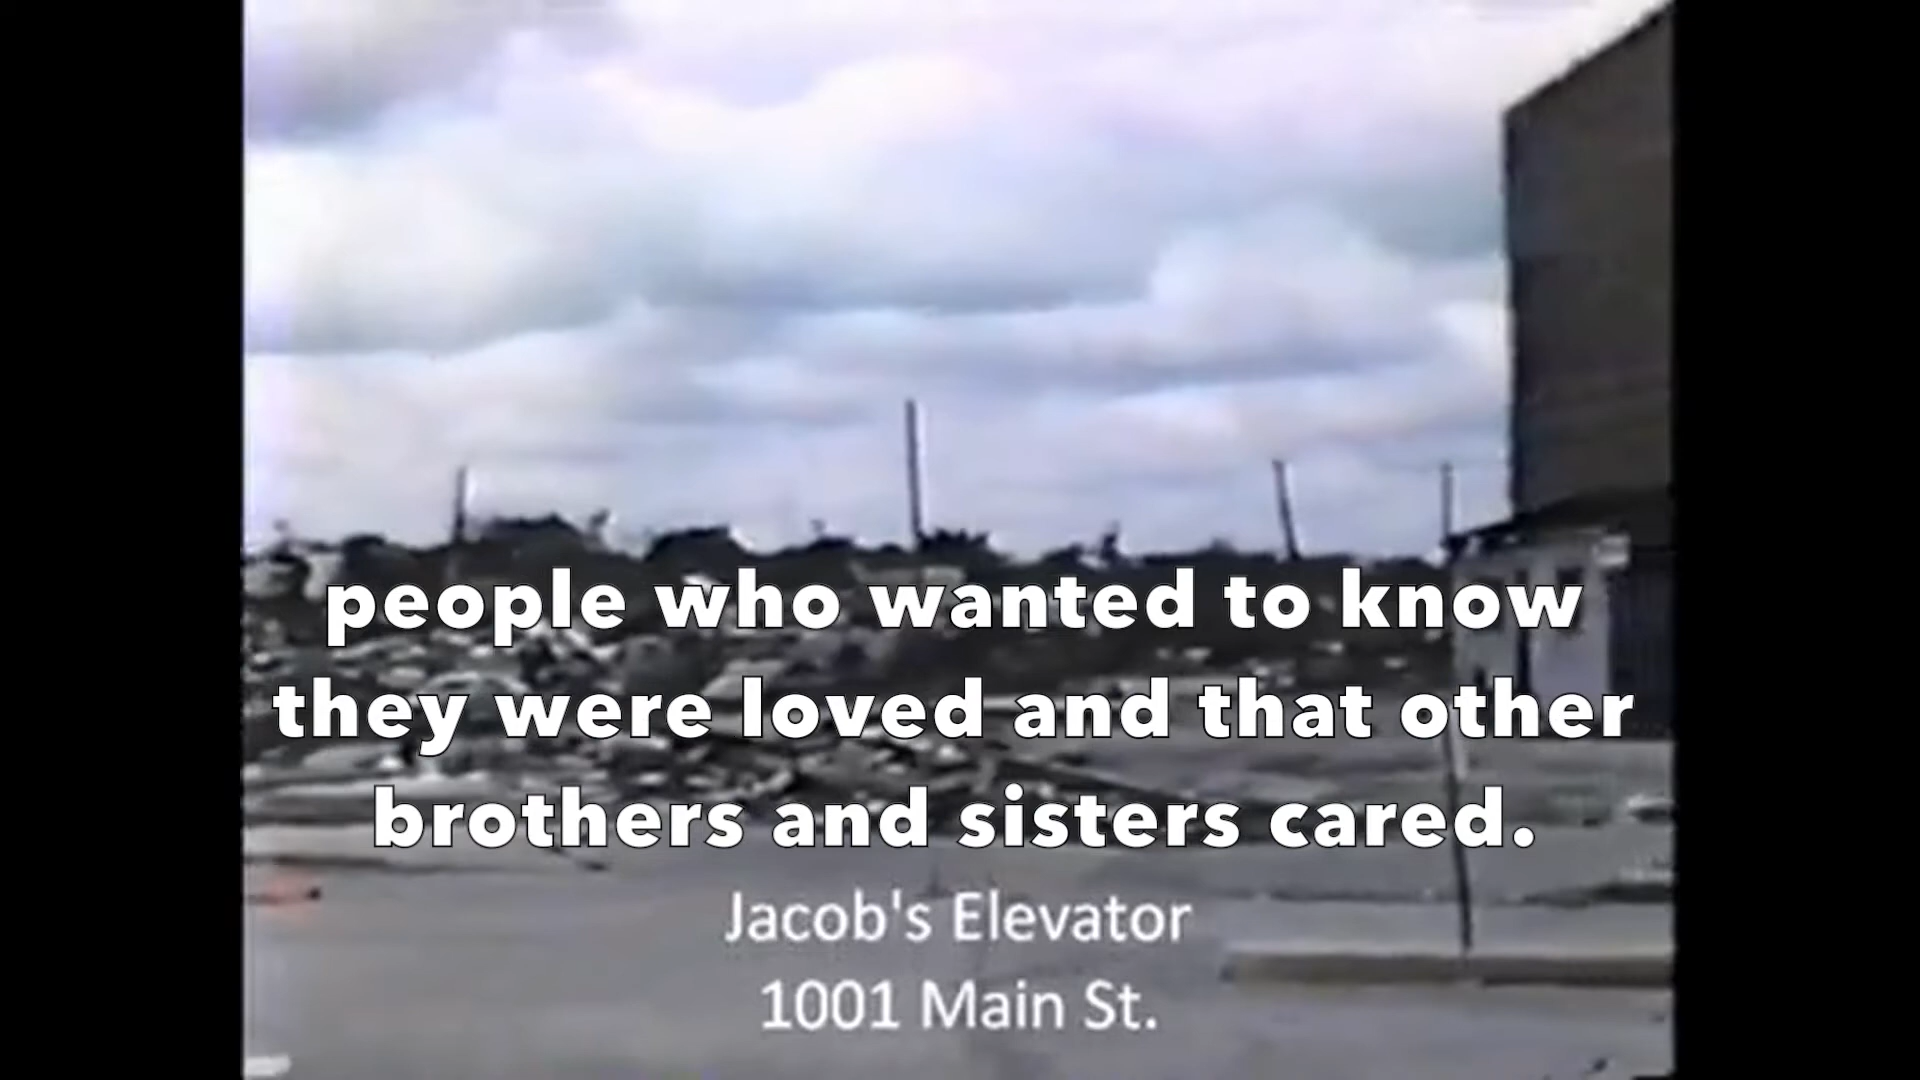 people who wanted to know
they were loved and that other
brothers and sisters cared.
Jacob's Elevator
1001 Main St.